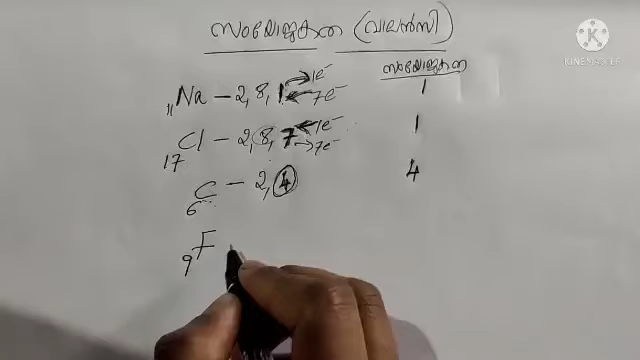 സംയോജകത (വാലൻസി)
സംയോജകത
₁₁Na – 2, 8, 1 1e⁻ 7e⁻ 1
₁₇Cl – 2, 8, 7 1e⁻ 7e⁻ 1
₆C – 2, 4 4
₉F
KINEMASTER